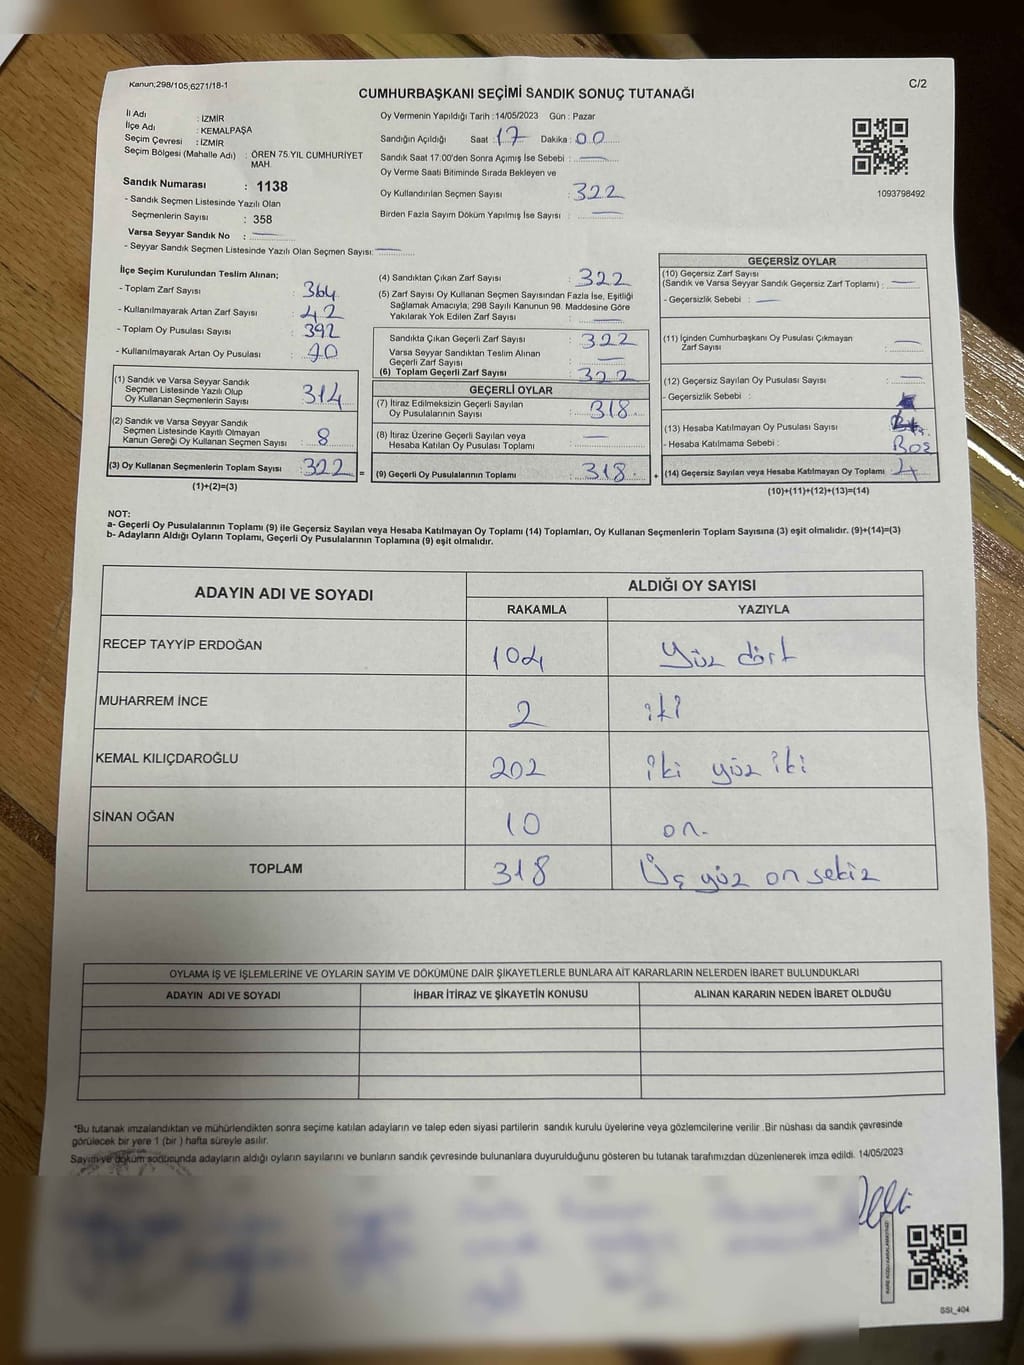 Kanun,298/105,6271/18-1
C/2
CUMHURBAŞKANI SEÇİMİ SANDIK SONUÇ TUTANAĞI
İl Adı : İZMİR
İlçe Adı : KEMALPAŞA
Seçim Çevresi : İZMİR
Seçim Bölgesi (Mahalle Adı) : ÖREN 75.YIL CUMHURİYET
MAH.
Sandık Numarası : 1138
- Sandık Seçmen Listesinde Yazılı Olan
Seçmenlerin Sayısı : 358
Varsa Seyyar Sandık No :
- Seyyar Sandık Seçmen Listesinde Yazılı Olan Seçmen Sayısı:
Oy Vermenin Yapıldığı Tarih : 14/05/2023 Gün : Pazar
Sandığın Açıldığı Saat : 17 Dakika : 00
Sandık Saat 17:00'den Sonra Açımış İse Sebebi :
Oy Verme Saati Bitiminde Sırada Bekleyen ve
Oy Kullandırılan Seçmen Sayısı : 322
Birden Fazla Sayım Döküm Yapılmış İse Sayısı :
1093798492
İlçe Seçim Kurulundan Teslim Alınan;
- Toplam Zarf Sayısı : 364
- Kullanılmayarak Artan Zarf Sayısı : 42
- Toplam Oy Pusulası Sayısı : 392
- Kullanılmayarak Artan Oy Pusulası : 70
(1) Sandık ve Varsa Seyyar Sandık
Seçmen Listesinde Yazılı Olup
Oy Kullanan Seçmenlerin Sayısı : 314
(2) Sandık ve Varsa Seyyar Sandık
Seçmen Listesinde Kayıtlı Olmayan
Kanun Gereği Oy Kullanan Seçmen Sayısı : 8
(3) Oy Kullanan Seçmenlerin Toplam Sayısı : 322 =
(1)+(2)=(3)
(4) Sandıktan Çıkan Zarf Sayısı : 322
(5) Zarf Sayısı Oy Kullanan Seçmen Sayısından Fazla İse, Eşitliği
Sağlamak Amacıyla, 298 Sayılı Kanunun 98. Maddesine Göre
Yakılarak Yok Edilen Zarf Sayısı :
Sandıkta Çıkan Geçerli Zarf Sayısı : 322
Varsa Seyyar Sandıktan Teslim Alınan
Geçerli Zarf Sayısı :
(6) Toplam Geçerli Zarf Sayısı : 322
GEÇERLİ OYLAR
(7) İtiraz Edilmeksizin Geçerli Sayılan
Oy Pusulalarının Sayısı : 318
(8) İtiraz Üzerine Geçerli Sayılan veya
Hesaba Katılan Oy Pusulası Toplamı :
(9) Geçerli Oy Pusulalarının Toplamı : 318 +
GEÇERSİZ OYLAR
(10) Geçersiz Zarf Sayısı
(Sandık ve Varsa Seyyar Sandık Geçersiz Zarf Toplamı) :
- Geçersizlik Sebebi :
(11) İçinden Cumhurbaşkanı Oy Pusulası Çıkmayan
Zarf Sayısı :
(12) Geçersiz Sayılan Oy Pusulası Sayısı :
- Geçersizlik Sebebi :
(13) Hesaba Katılmayan Oy Pusulası Sayısı :
- Hesaba Katılmama Sebebi : BOŞ
(14) Geçersiz Sayılan veya Hesaba Katılmayan Oy Toplamı : 4
(10)+(11)+(12)+(13)=(14)
NOT:
a- Geçerli Oy Pusulalarının Toplamı (9) ile Geçersiz Sayılan veya Hesaba Katılmayan Oy Toplamı (14) Toplamları, Oy Kullanan Seçmenlerin Toplam Sayısına (3) eşit olmalıdır. (9)+(14)=(3)
b- Adayların Aldığı Oyların Toplamı, Geçerli Oy Pusulalarının Toplamına (9) eşit olmalıdır.
ADAYIN ADI VE SOYADI ALDIĞI OY SAYISI
RAKAMLA YAZIYLA
RECEP TAYYİP ERDOĞAN 104 Yüz dört
MUHARREM İNCE 2 iki
KEMAL KILIÇDAROĞLU 202 iki yüz iki
SİNAN OĞAN 10 on.
TOPLAM 318 Üç yüz on sekiz
OYLAMA İŞ VE İŞLEMLERİNE VE OYLARIN SAYIM VE DÖKÜMÜNE DAİR ŞİKAYETLERLE BUNLARA AİT KARARLARIN NELERDEN İBARET BULUNDUKLARI
ADAYIN ADI VE SOYADI İHBAR İTİRAZ VE ŞİKAYETİN KONUSU ALINAN KARARIN NEDEN İBARET OLDUĞU
*Bu tutanak imzalandıktan ve mühürlendikten sonra seçime katılan adayların ve talep eden siyasi partilerin sandık kurulu üyelerine veya gözlemcilerine verilir .Bir nüshası da sandık çevresinde
görülecek bir yere 1 (bir ) hafta süreyle asılır.
Sayım ve döküm sonucunda adayların aldığı oyların sayılarını ve bunların sandık çevresinde bulunanlara duyurulduğunu gösteren bu tutanak tarafımızdan düzenlenerek imza edildi. 14/05/2023
SSI_404